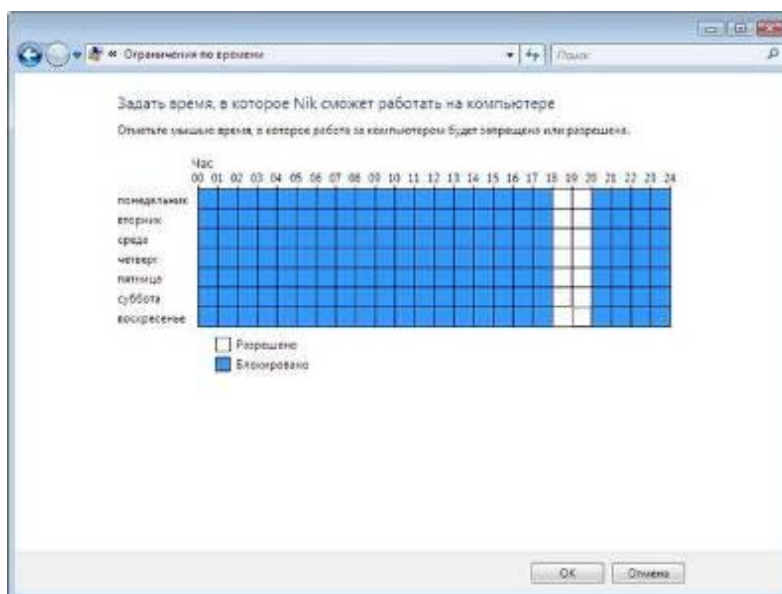 « Ограничения по времени
Поиск
Задать время, в которое Nik сможет работать на компьютере
Отметьте мышью время, в которое работа за компьютером будет запрещена или разрешена.
Час
00 01 02 03 04 05 06 07 08 09 10 11 12 13 14 15 16 17 18 19 20 21 22 23 24
понедельник
вторник
среда
четверг
пятница
суббота
воскресенье
Разрешено
Блокировано
ОК Отмена